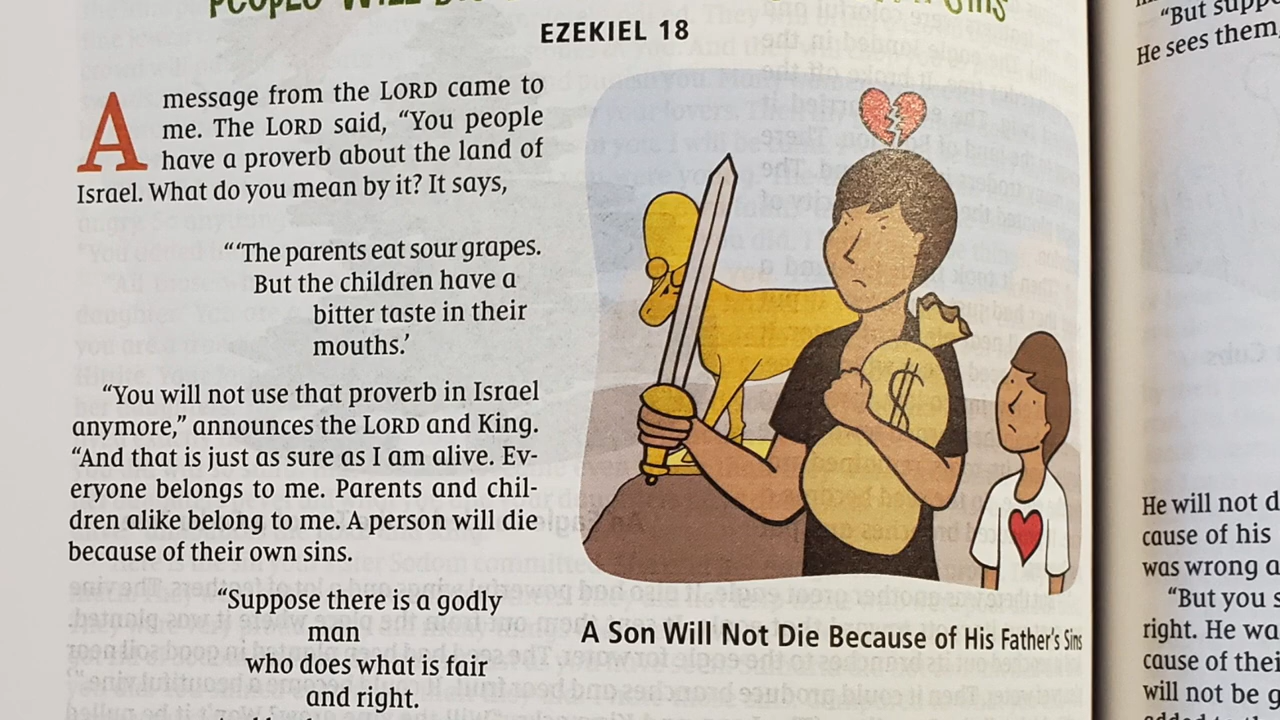 PEOPLE WILL
SINS
EZEKIEL 18
A message from the LORD came to
me. The LORD said, “You people
have a proverb about the land of
Israel. What do you mean by it? It says,
“‘The parents eat sour grapes.
But the children have a
bitter taste in their
mouths.’
“You will not use that proverb in Israel
anymore,” announces the LORD and King.
“And that is just as sure as I am alive. Ev-
eryone belongs to me. Parents and chil-
dren alike belong to me. A person will die
because of their own sins.
“Suppose there is a godly
man
who does what is fair
and right.
$
A Son Will Not Die Because of His Father’s Sins
“But
He sees them,
He will not
cause of his
was wrong
“But you
right. He
cause of
will not be